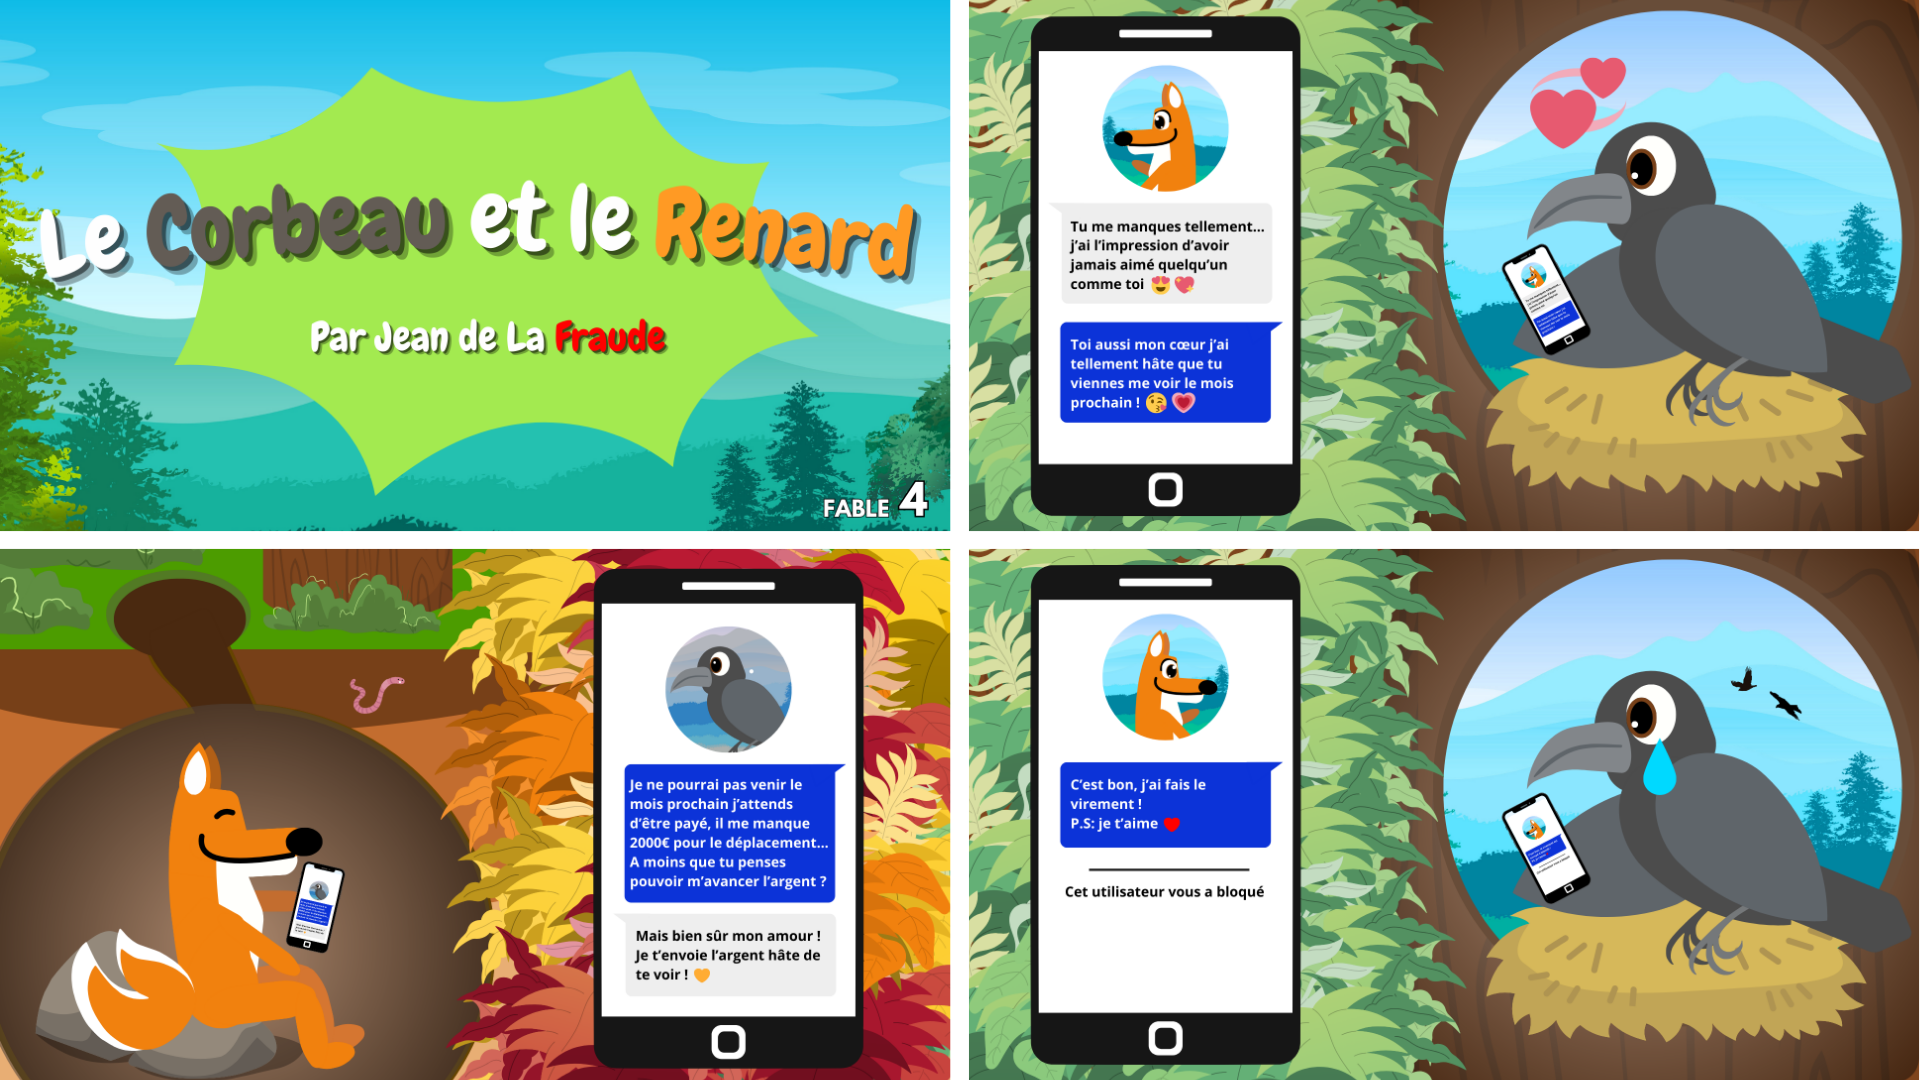 Le Corbeau et le Renard
Par Jean de La Fraude
FABLE 4
Tu me manques tellement...
j'ai l'impression d'avoir
jamais aimé quelqu'un
comme toi 😍 💖
Toi aussi mon cœur j'ai
tellement hâte que tu
viennes me voir le mois
prochain ! 😘 💗
Je ne pourrai pas venir le
mois prochain j'attends
d'être payé, il me manque
2000€ pour le déplacement...
A moins que tu penses
pouvoir m'avancer l'argent ?
Mais bien sûr mon amour !
Je t'envoie l'argent hâte de
te voir ! 🧡
C'est bon, j'ai fais le
virement !
P.S: je t'aime ❤️
Cet utilisateur vous a bloqué